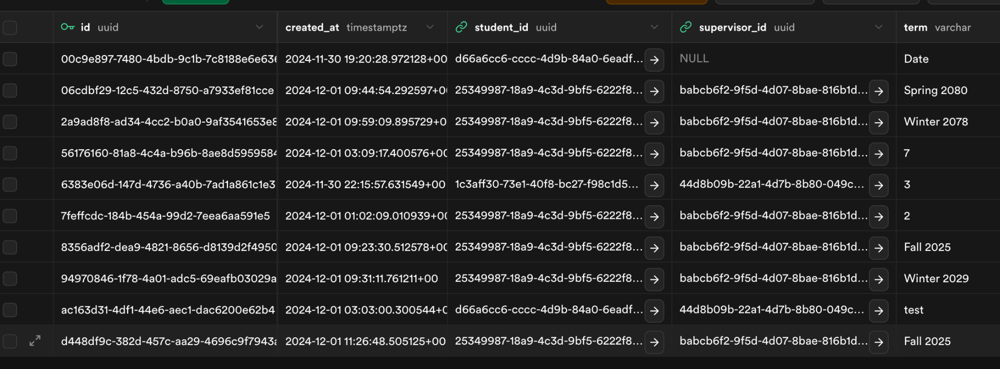 id uuid created_at timestamptz student_id uuid supervisor_id uuid term varchar
00c9e897-7480-4bdb-9c1b-7c8188e6e636 2024-11-30 19:20:28.972128+00 d66a6cc6-cccc-4d9b-84a0-6eadf... NULL Date
06cdbf29-12c5-432d-8750-a7933ef81cce 2024-12-01 09:44:54.292597+00 25349987-18a9-4c3d-9bf5-6222f8... babcb6f2-9f5d-4d07-8bae-816b1d... Spring 2080
2a9ad8f8-ad34-4cc2-b0a0-9af3541653e8 2024-12-01 09:59:09.895729+0 25349987-18a9-4c3d-9bf5-6222f8... babcb6f2-9f5d-4d07-8bae-816b1d... Winter 2078
56176160-81a8-4c4a-b96b-8ae8d5959584 2024-12-01 03:09:17.400576+00 25349987-18a9-4c3d-9bf5-6222f8... babcb6f2-9f5d-4d07-8bae-816b1d... 7
6383e06d-147d-4736-a40b-7ad1a861c1e3 2024-11-30 22:15:57.631549+00 1c3aff30-73e1-40f8-bc27-f98c1d5... 44d8b09b-22a1-4d7b-8b80-049c... 3
7feffcdc-184b-454a-99d2-7eea6aa591e5 2024-12-01 01:02:09.010939+00 25349987-18a9-4c3d-9bf5-6222f8... babcb6f2-9f5d-4d07-8bae-816b1d... 2
8356adf2-dea9-4821-8656-d8139d2f4950 2024-12-01 09:23:30.512578+00 25349987-18a9-4c3d-9bf5-6222f8... babcb6f2-9f5d-4d07-8bae-816b1d... Fall 2025
94970846-1f78-4a01-adc5-69eafb03029a 2024-12-01 09:31:11.761211+00 25349987-18a9-4c3d-9bf5-6222f8... babcb6f2-9f5d-4d07-8bae-816b1d... Winter 2029
ac163d31-4df1-44e6-aec1-dac6200e62b4 2024-12-01 03:03:00.300544+0 d66a6cc6-cccc-4d9b-84a0-6eadf... 44d8b09b-22a1-4d7b-8b80-049c... test
d448df9c-382d-457c-aa29-4696c9f7943a 2024-12-01 11:26:48.505125+00 25349987-18a9-4c3d-9bf5-6222f8... babcb6f2-9f5d-4d07-8bae-816b1d... Fall 2025